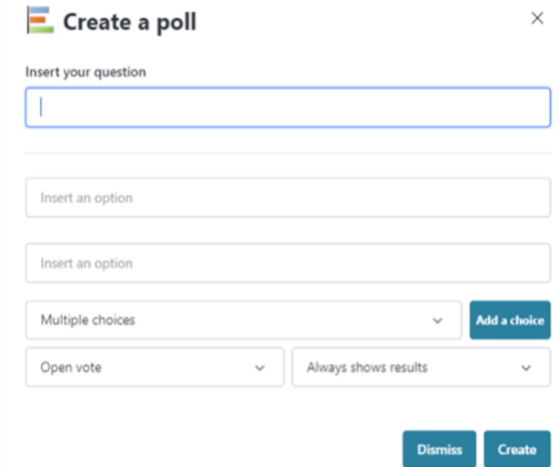 Create a poll
Insert your question
Insert an option
Insert an option
Multiple choices
Add a choice
Open vote
Always shows results
Dismiss
Create